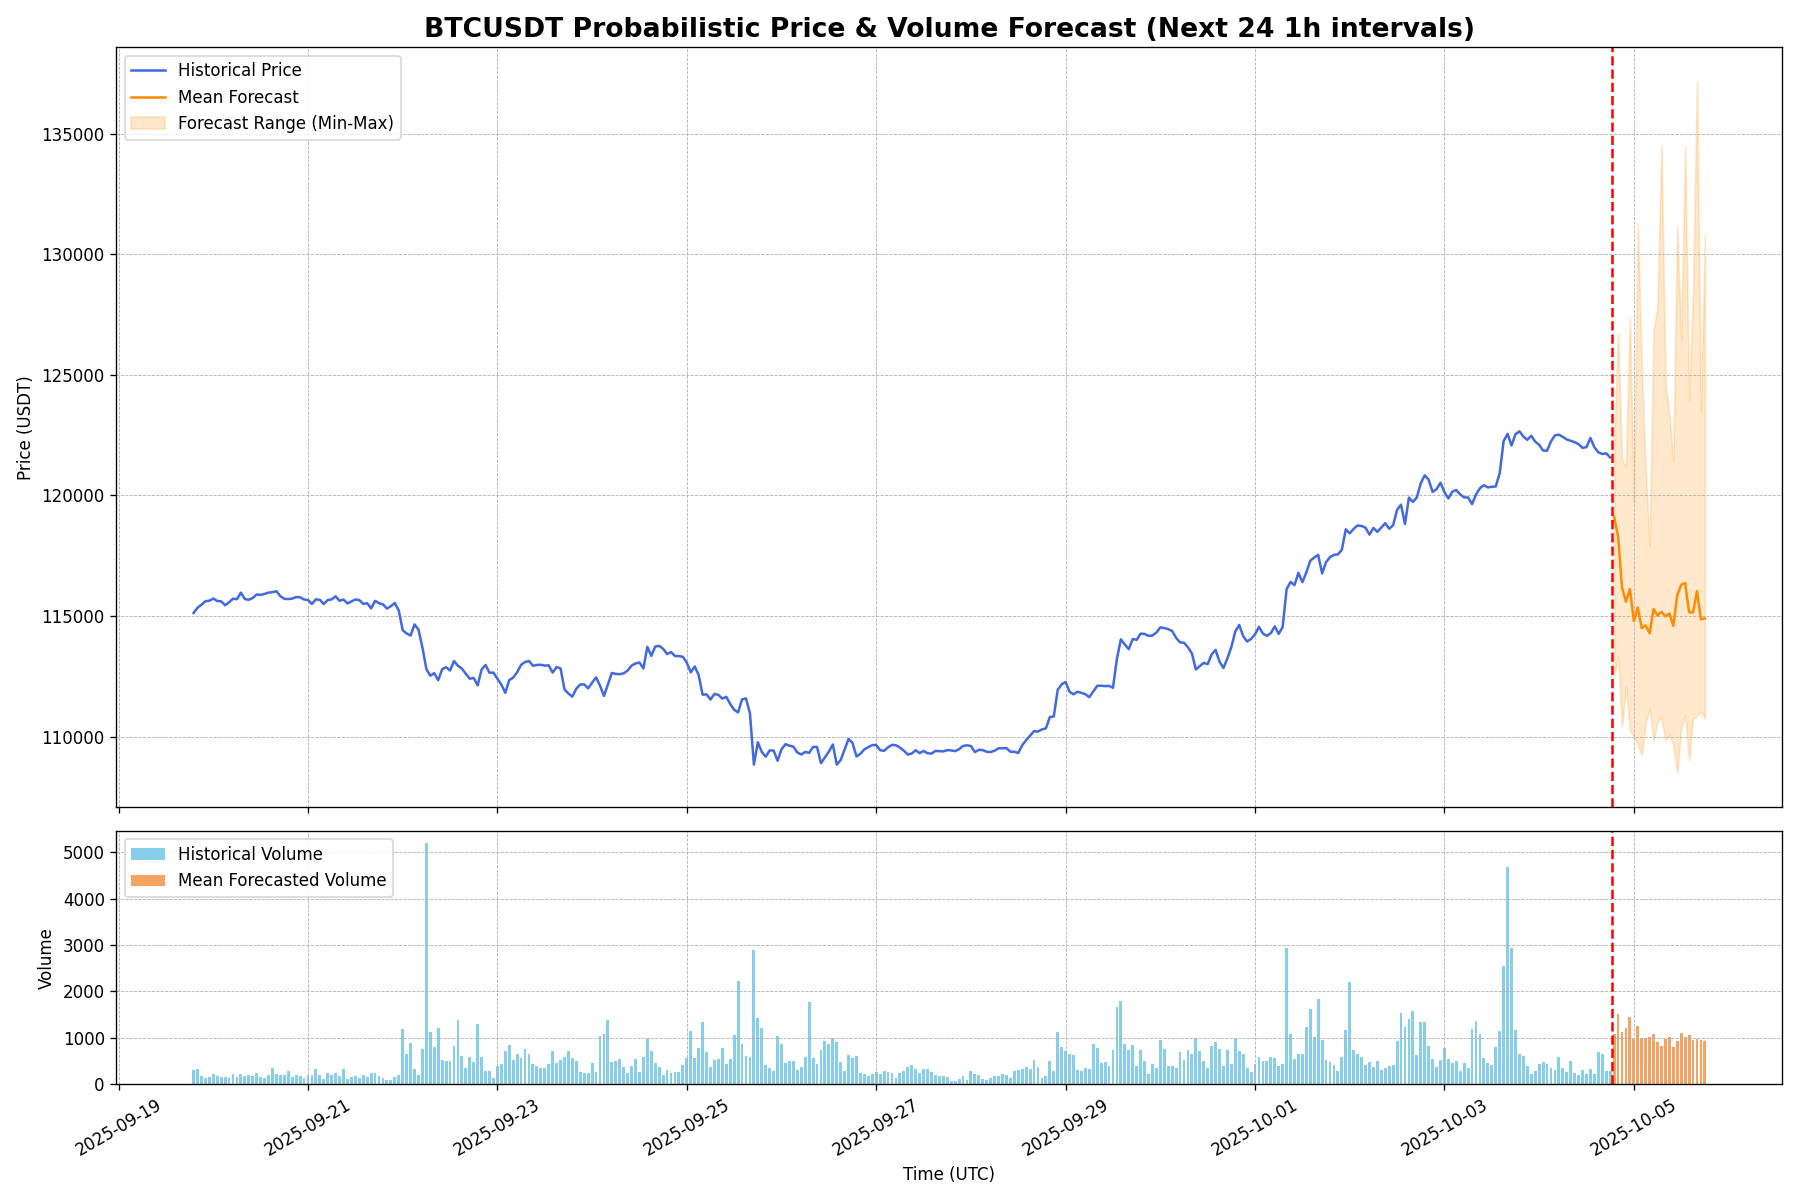 BTCUSDT Probabilistic Price & Volume Forecast (Next 24 1h intervals)
Historical Price
Mean Forecast
Forecast Range (Min-Max)
135000
130000
125000
120000
115000
110000
Price (USDT)
Historical Volume
Mean Forecasted Volume
5000
4000
3000
2000
1000
0
Volume
2025-09-19
2025-09-21
2025-09-23
2025-09-25
2025-09-27
2025-09-29
2025-10-01
2025-10-03
2025-10-05
Time (UTC)